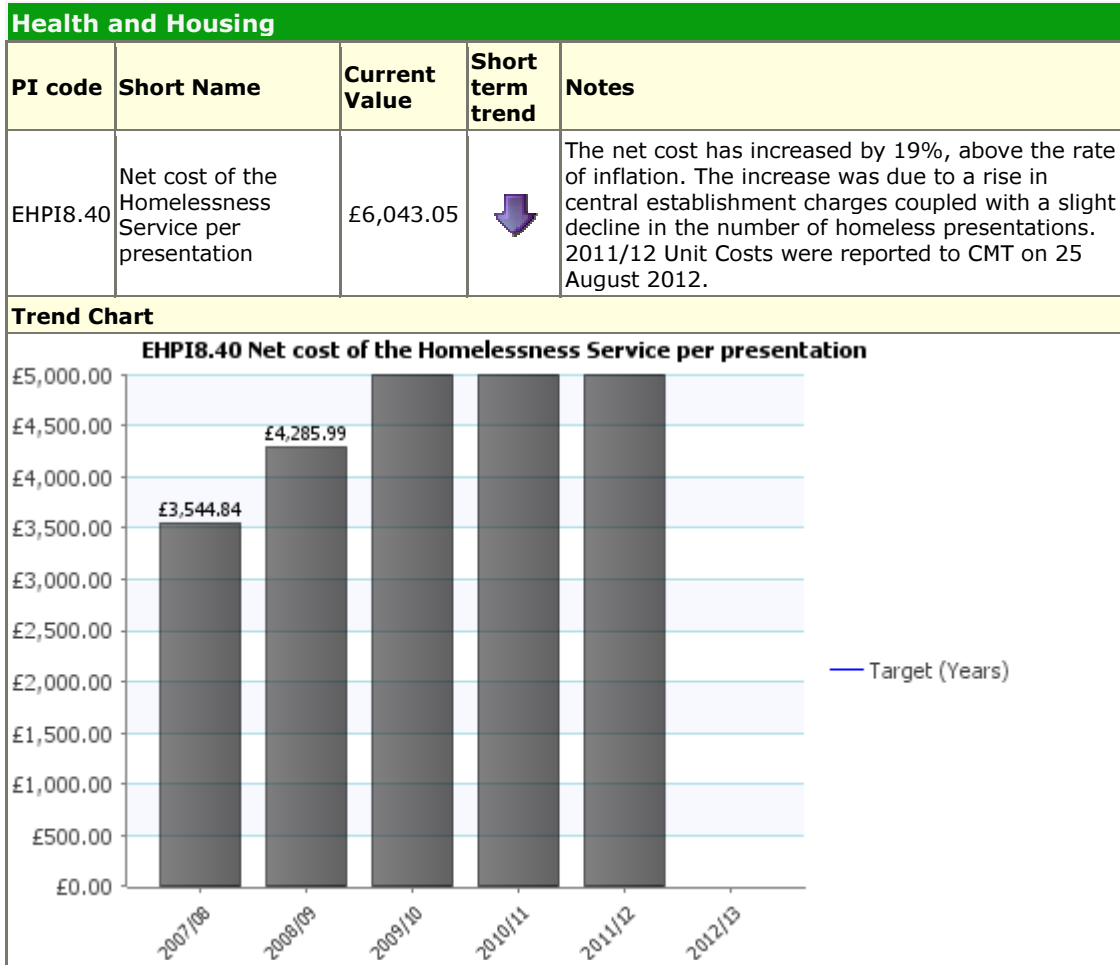 Health and Housing
PI code
Short Name
Current
Value
Short
term
trend
Notes
EHPI8.40
Net cost of the
Homelessness
Service per
presentation
£6,043.05
The net cost has increased by 19%, above the rate
of inflation. The increase was due to a rise in
central establishment charges coupled with a slight
decline in the number of homeless presentations.
2011/12 Unit Costs were reported to CMT on 25
August 2012.
Trend Chart
EHPI8.40 Net cost of the Homelessness Service per presentation
£5,000.00
£4,500.00
£4,000.00
£3,500.00
£3,000.00
£2,500.00
£2,000.00
£1,500.00
£1,000.00
£500.00
£0.00
£3,544.84
£4,285.99
2007/08
2008/09
2009/10
2010/11
2011/12
2012/13
Target (Years)